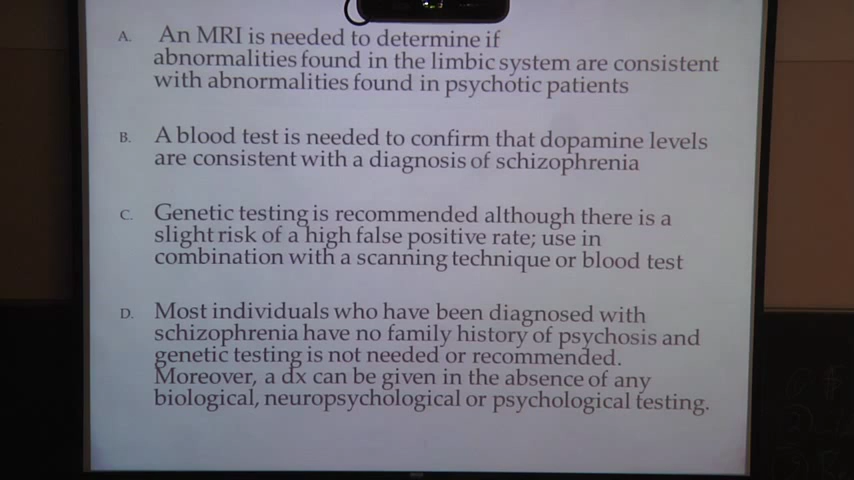 A. An MRI is needed to determine if
abnormalities found in the limbic system are consistent
with abnormalities found in psychotic patients
B. A blood test is needed to confirm that dopamine levels
are consistent with a diagnosis of schizophrenia
C. Genetic testing is recommended although there is a
slight risk of a high false positive rate; use in
combination with a scanning technique or blood test
D. Most individuals who have been diagnosed with
schizophrenia have no family history of psychosis and
genetic testing is not needed or recommended.
Moreover, a dx can be given in the absence of any
biological, neuropsychological or psychological testing.